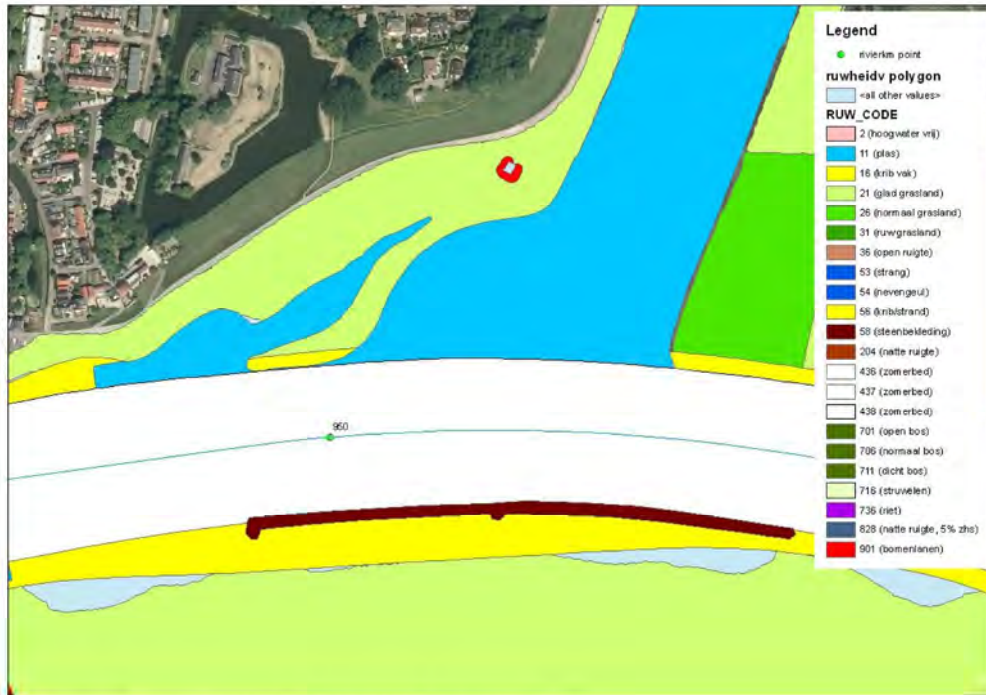 Legend
rivierkm point
ruwheidv polygon
<all other values>
RUW_CODE
2 (hoogwater vrij)
11 (plas)
16 (krib vak)
21 (glad grasland)
26 (normaal grasland)
31 (ruwgrasland)
36 (open ruigte)
53 (strang)
54 (nevengeul)
56 (krib/strand)
58 (steenbekleding)
204 (natte ruigte)
436 (zomerbed)
437 (zomerbed)
438 (zomerbed)
701 (open bos)
706 (normaal bos)
711 (dicht bos)
716 (struwelen)
736 (riet)
828 (natte ruigte, 5% zhs)
901 (bomenlanen)
950